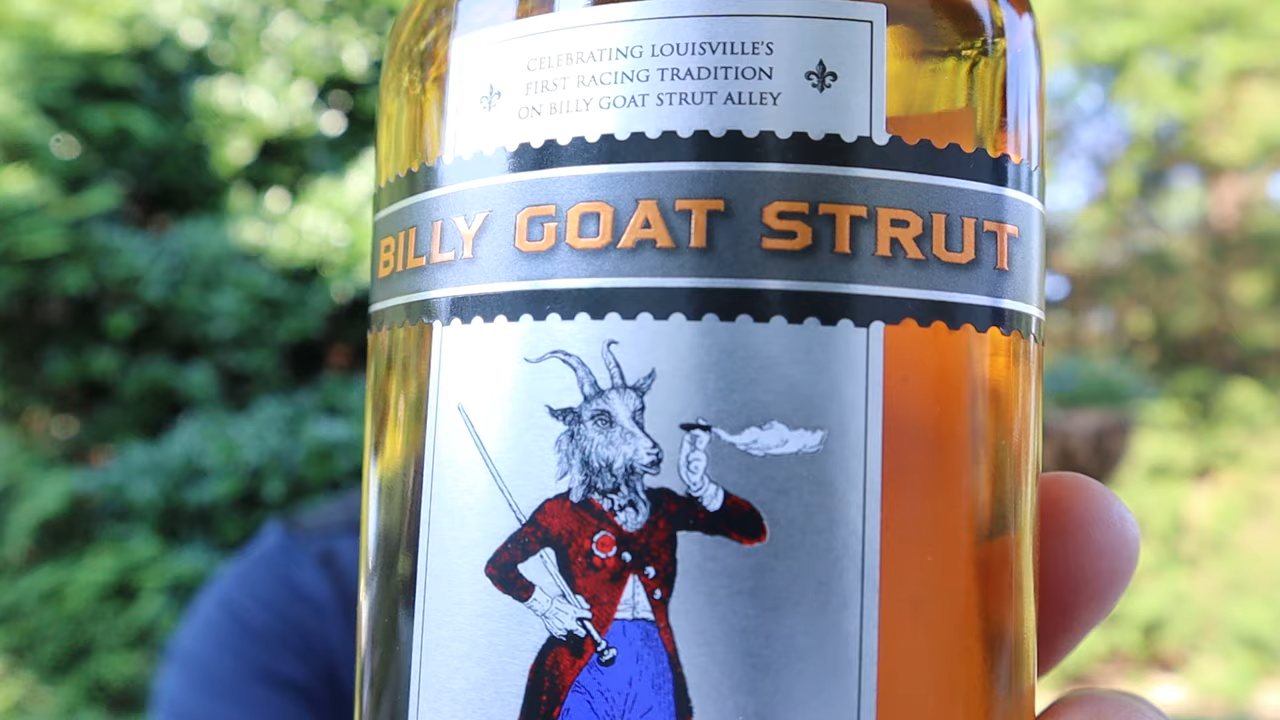 CELEBRATING LOUISVILLE'S
FIRST RACING TRADITION
ON BILLY GOAT STRUT ALLEY
BILLY GOAT STRUT